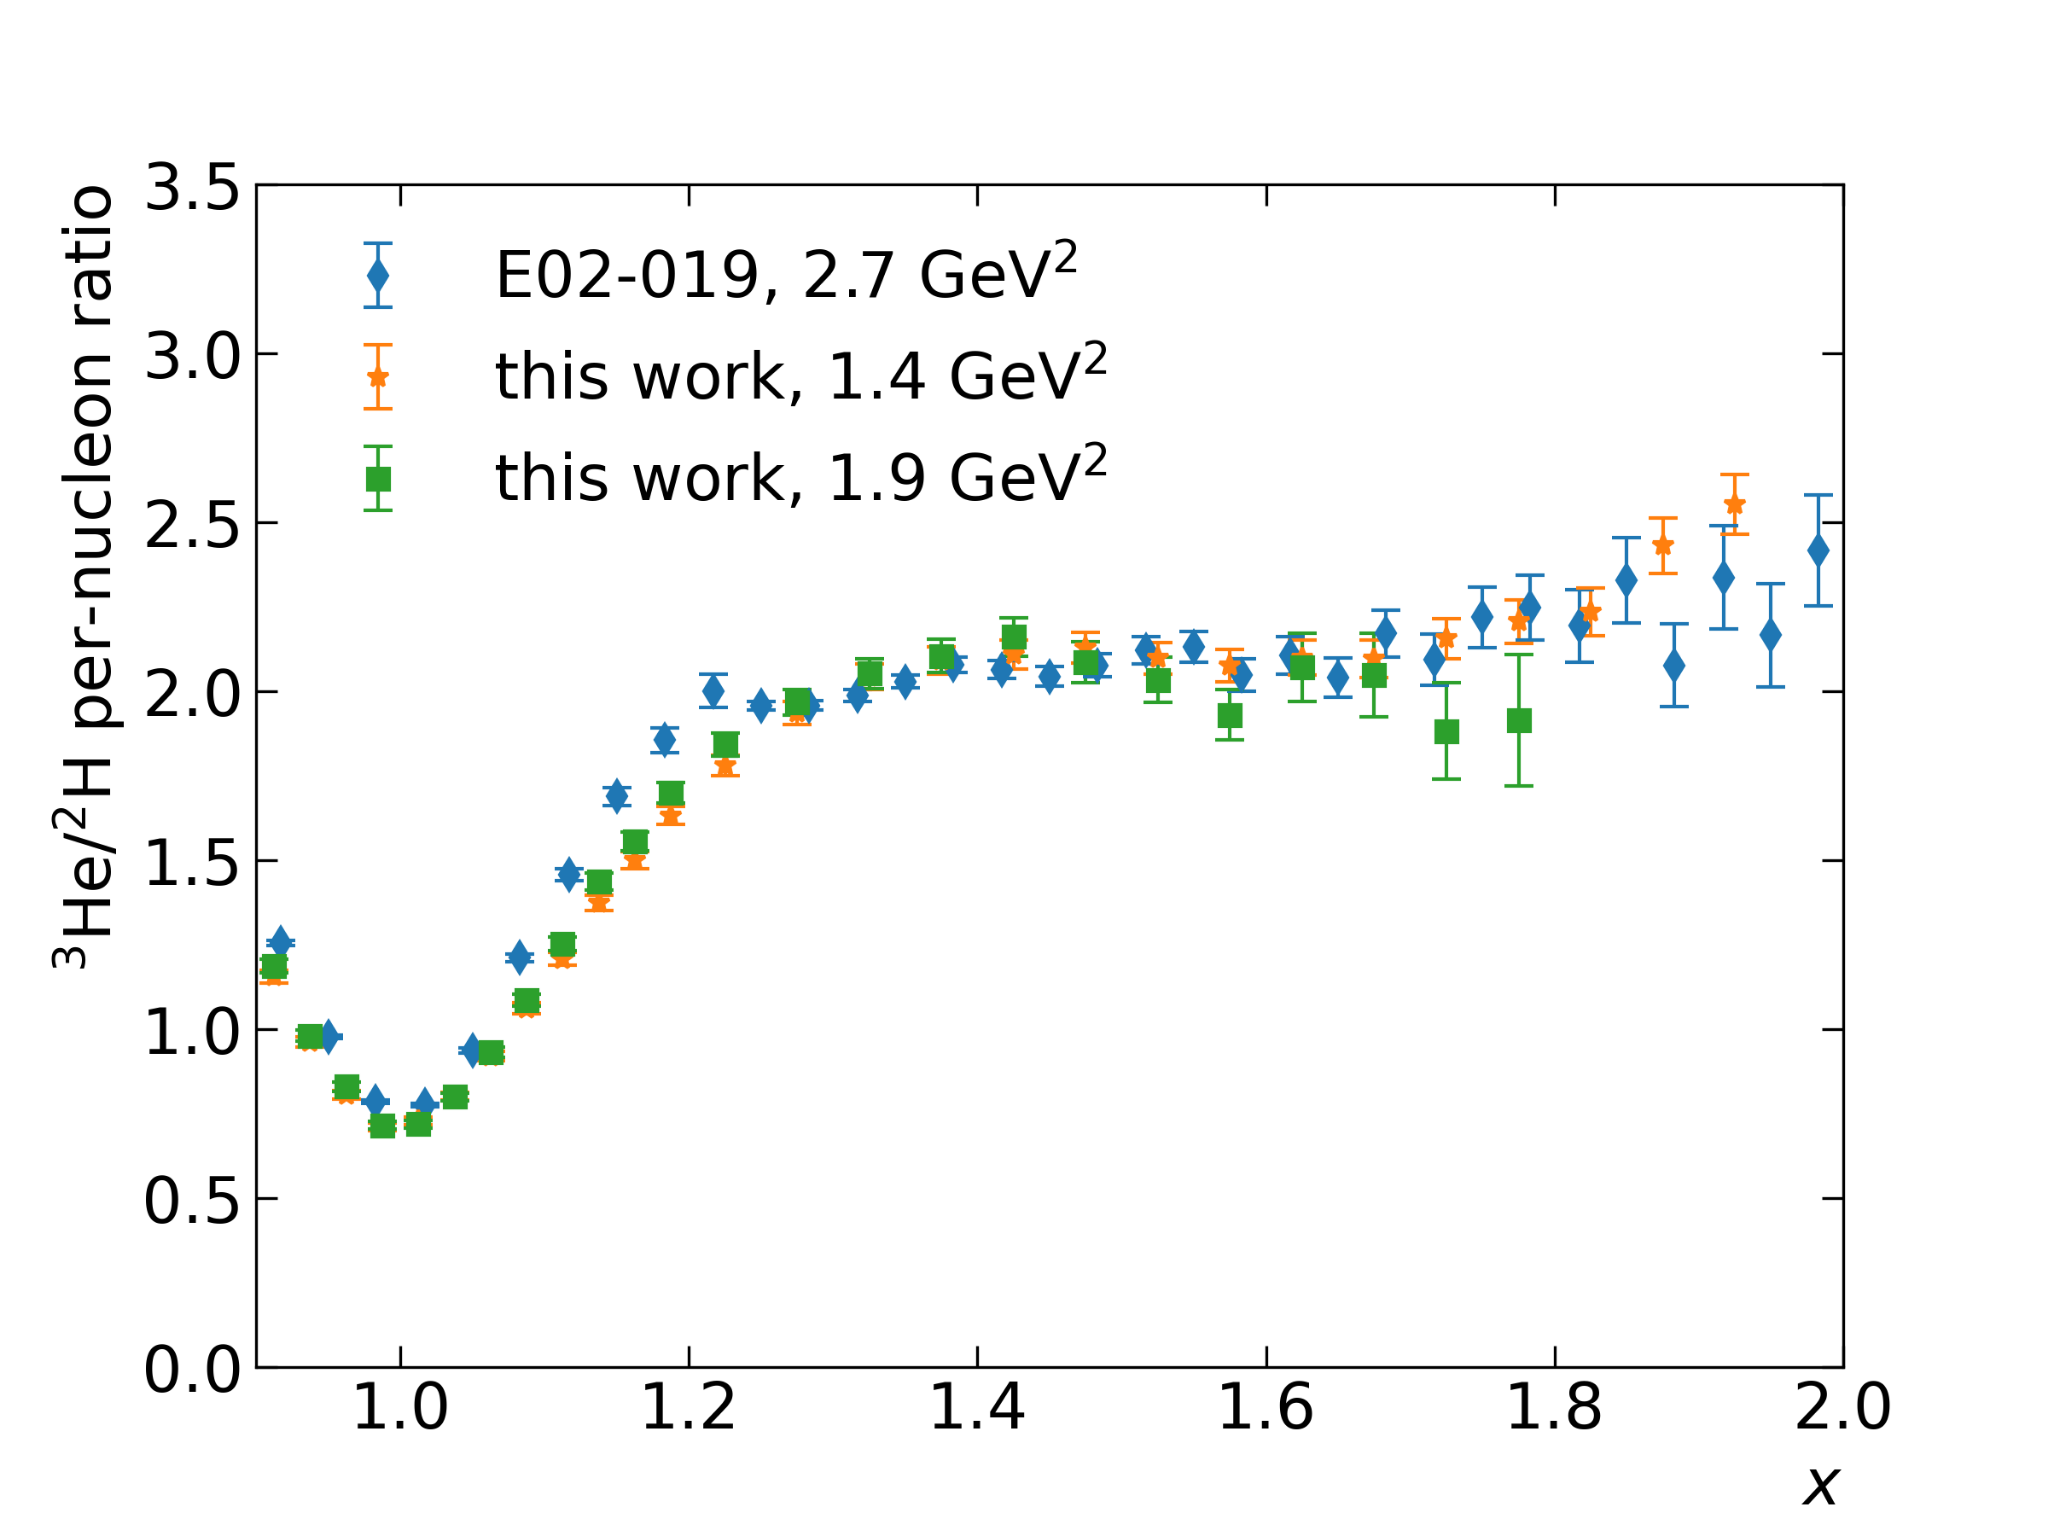 ³He/²H per-nucleon ratio
3.5
3.0
2.5
2.0
1.5
1.0
0.5
0.0
E02-019, 2.7 GeV²
this work, 1.4 GeV²
this work, 1.9 GeV²
1.0 1.2 1.4 1.6 1.8 2.0
x